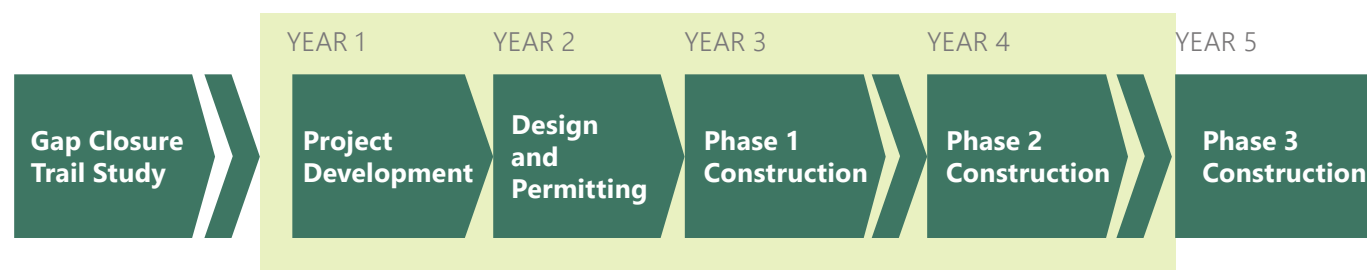 YEAR 1
YEAR 2
YEAR 3
YEAR 4
YEAR 5
Gap Closure
Trail Study
Project
Development
Design
and
Permitting
Phase 1
Construction
Phase 2
Construction
Phase 3
Construction